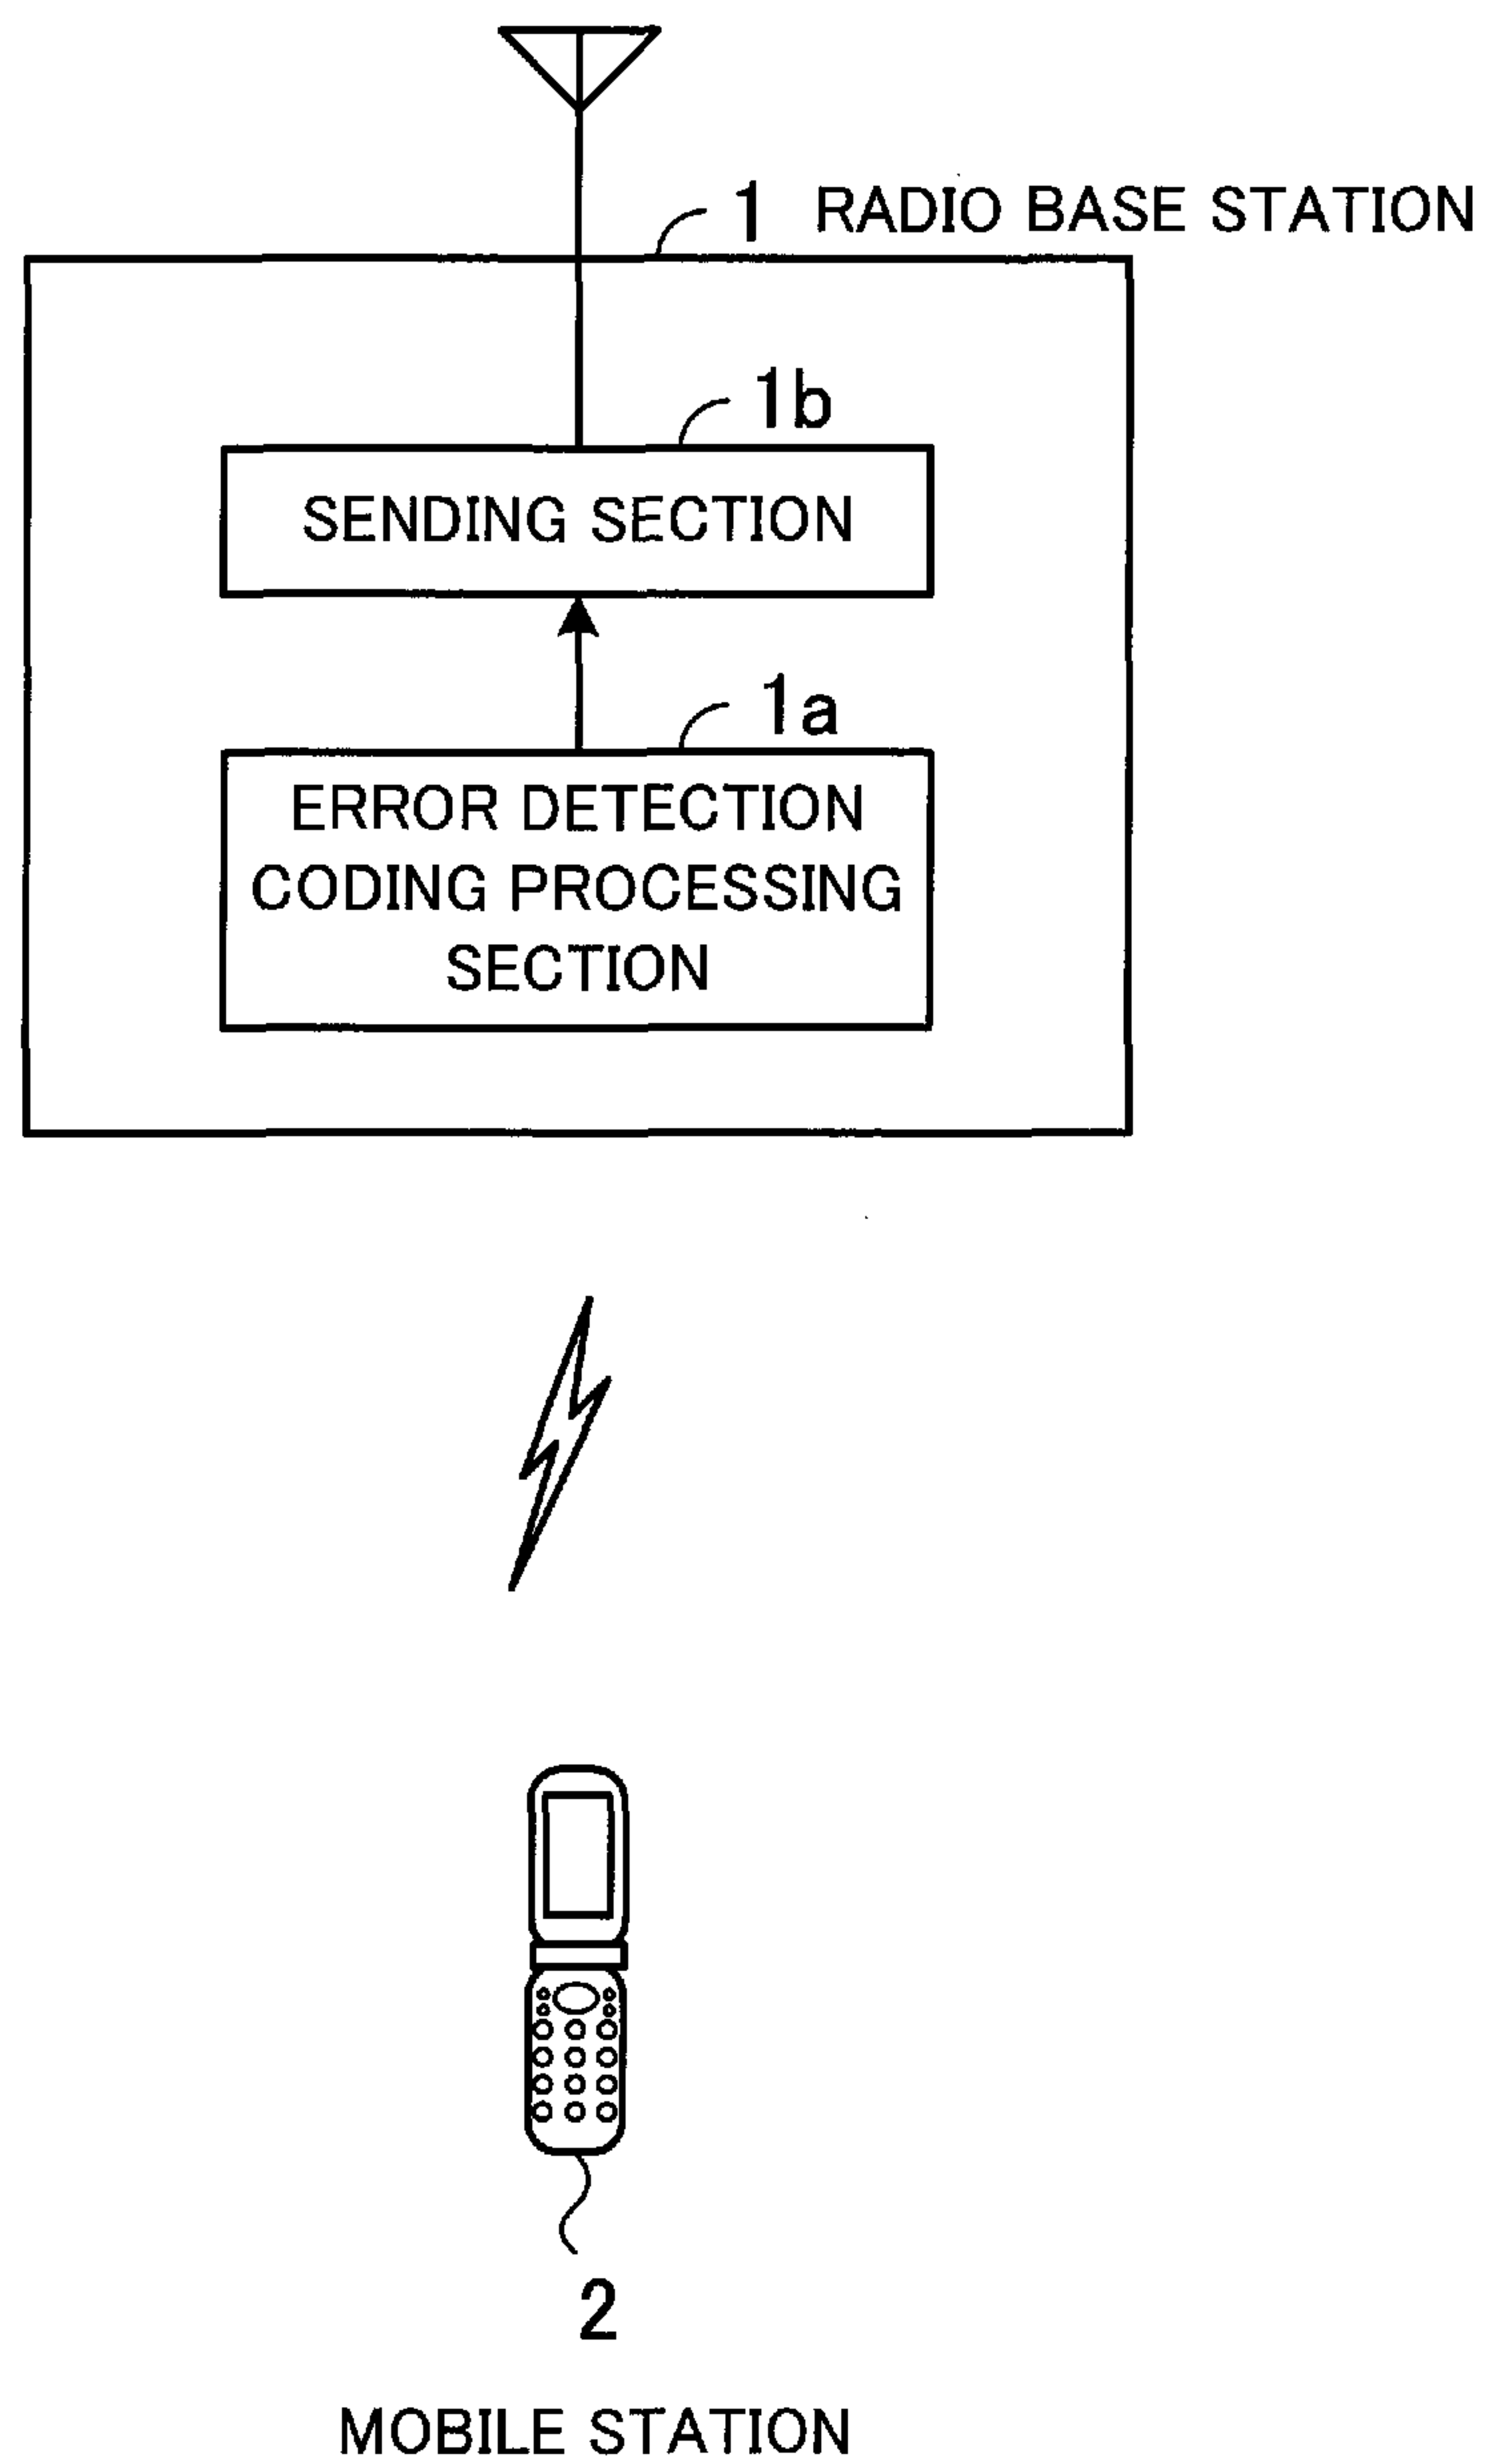 1 RADIO BASE STATION
1b
SENDING SECTION
1a
ERROR DETECTION
CODING PROCESSING
SECTION
2
MOBILE STATION